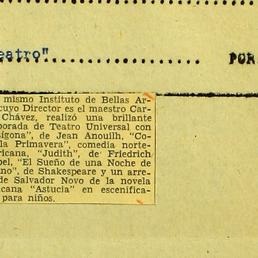 eatro"
POR
mismo Instituto de Bellas Ar-
cuyo Director es el maestro Car-
Chávez, realizó una brillante
porada de Teatro Universal con
ígona", de Jean Anouilh, "Co-
la Primavera", comedia norte-
ricana, "Judith", de Friedrich
bel, "El Sueño de una Noche de
ano", de Shakespeare y un arre-
de Salvador Novo de la novela
icana "Astucia" en escenifica-
para niños.